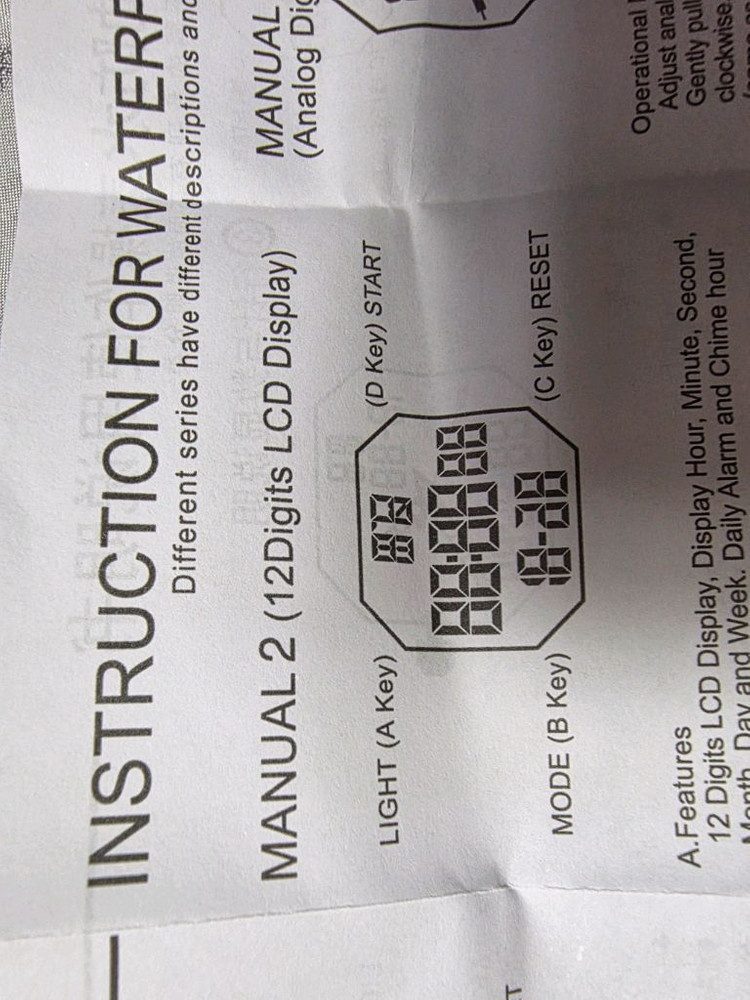 INSTRUCTION FOR WATERP
Different series have different descriptions and
MANUAL 2 (12Digits LCD Display)
LIGHT (A Key)
(D Key) START
MODE (B Key)
(C Key) RESET
A.Features
12 Digits LCD Display, Display Hour, Minute, Second,
Month, Day and Week. Daily Alarm and Chime hour
MANUAL
(Analog Dig
Operational
Adjust anal
Gently pull
clockwise.